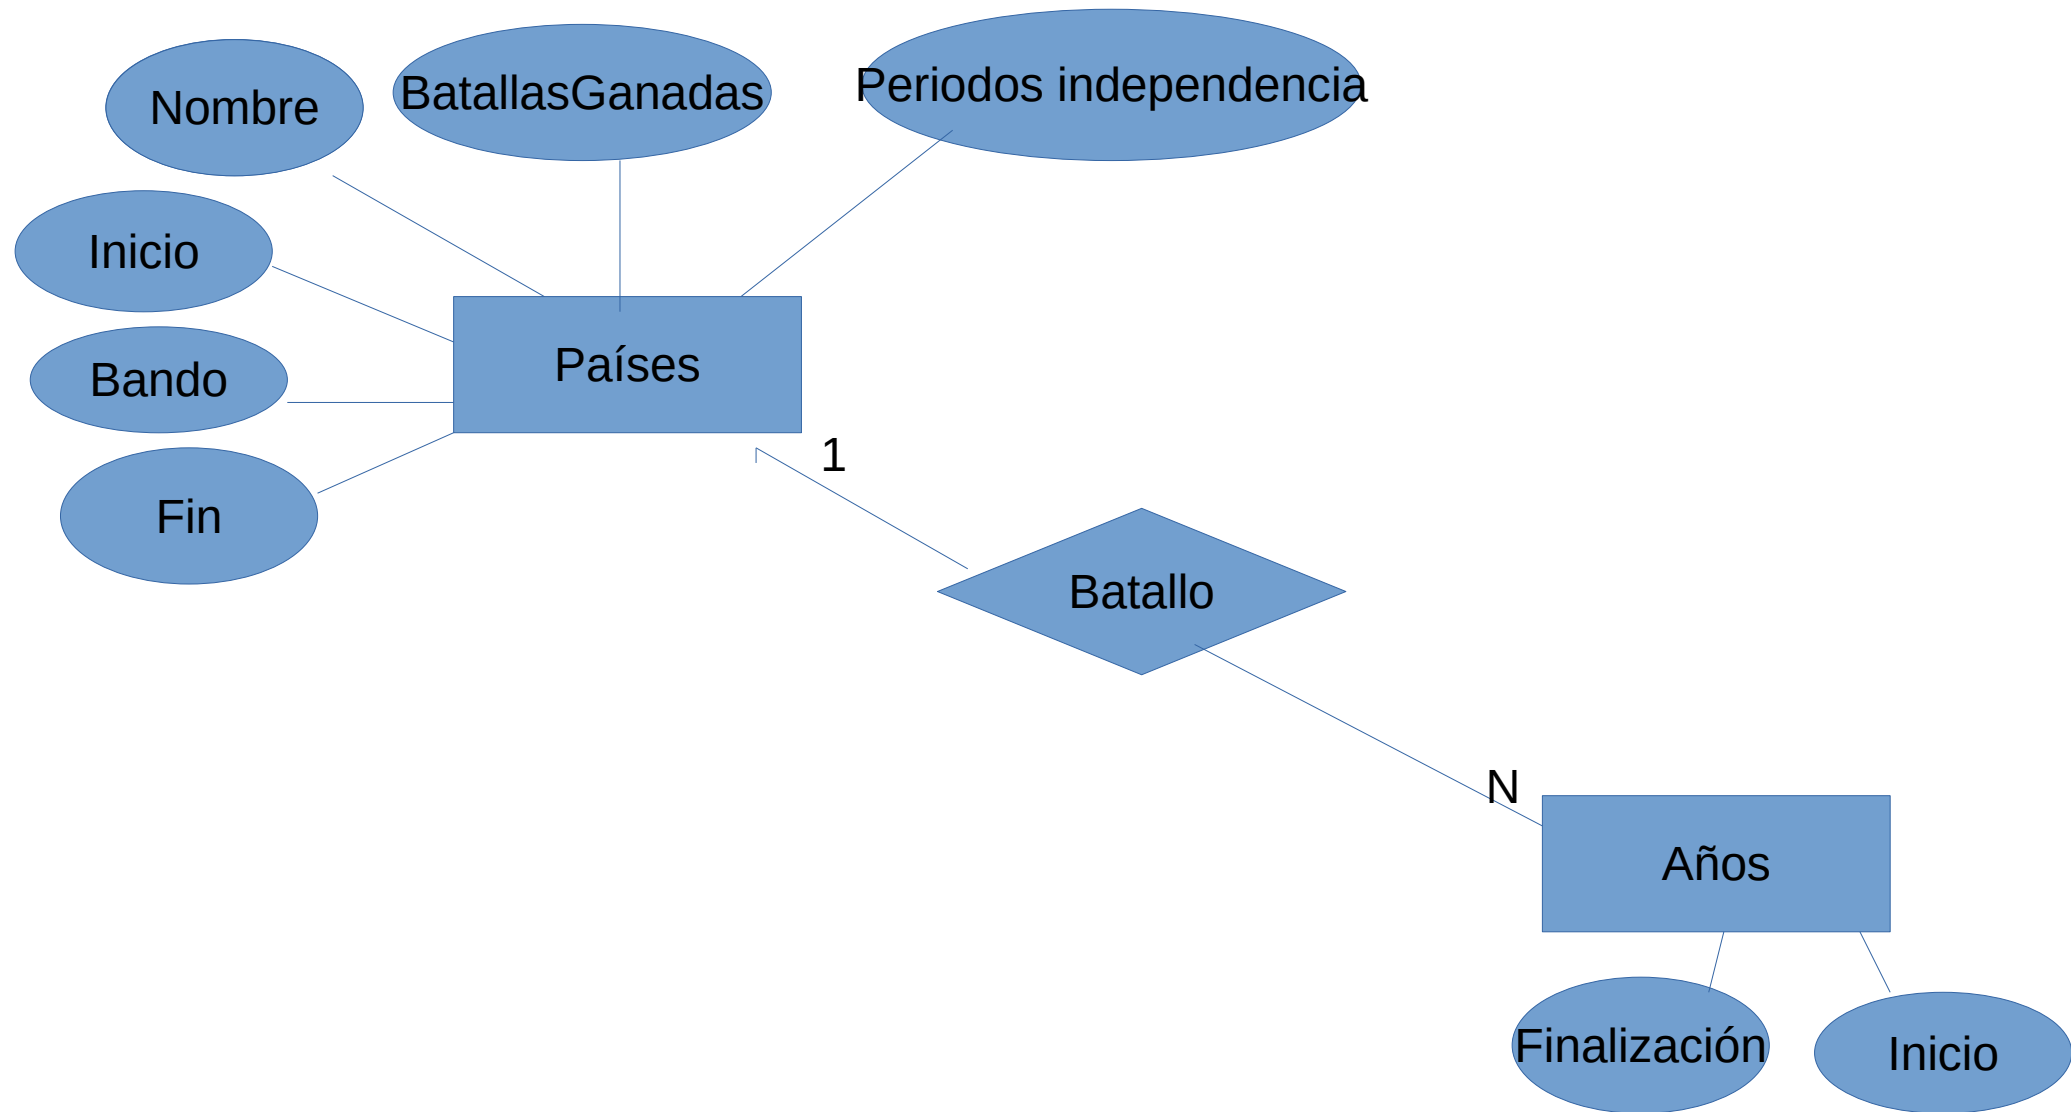 Nombre
BatallasGanadas
Periodos independencia
Inicio
Bando
Países
Fin
1
Batallo
N
Años
Finalización
Inicio